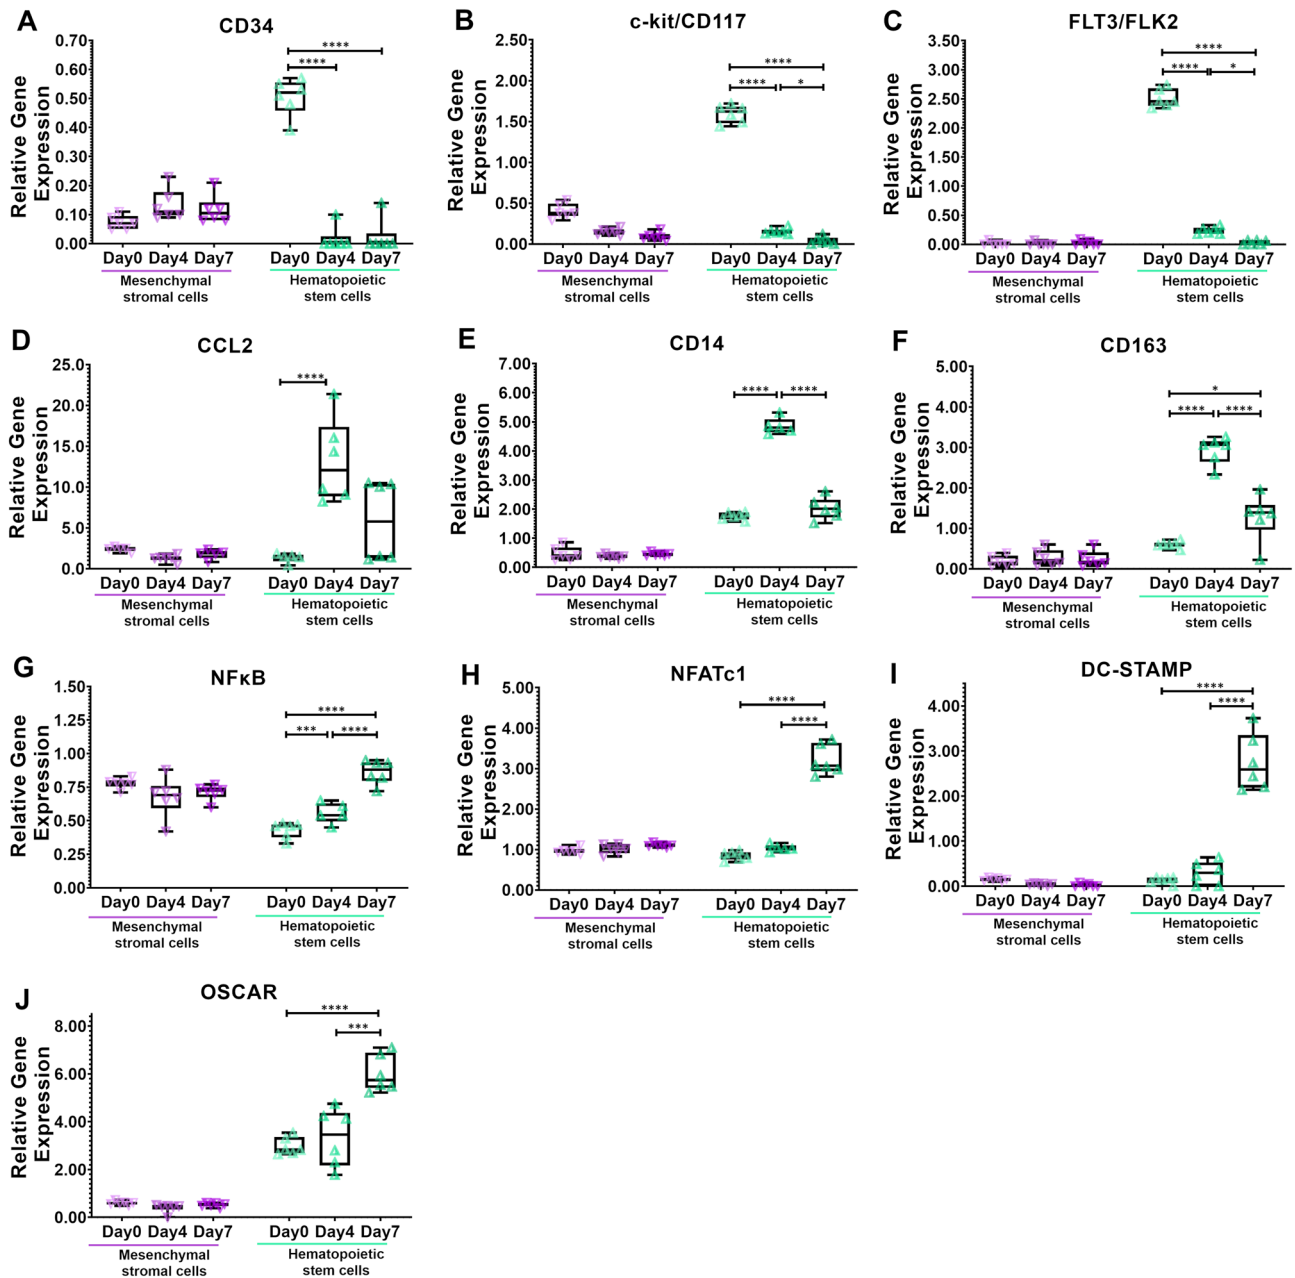 A
CD34
Relative Gene
Expression
0.70
0.60
0.50
0.40
0.30
0.20
0.10
0.00
****
****
Day0 Day4 Day7 Day0 Day4 Day7
Mesenchymal
stromal cells
Hematopoietic
stem cells
B
c-kit/CD117
Relative Gene
Expression
2.50
2.00
1.50
1.00
0.50
0.00
****
**** *
Day0 Day4 Day7 Day0 Day4 Day7
Mesenchymal
stromal cells
Hematopoietic
stem cells
C
FLT3/FLK2
Relative Gene
Expression
3.50
3.00
2.50
2.00
1.50
1.00
0.50
0.00
****
**** *
Day0 Day4 Day7 Day0 Day4 Day7
Mesenchymal
stromal cells
Hematopoietic
stem cells
D
CCL2
Relative Gene
Expression
25.0
20.0
15.0
10.0
5.0
0.0
****
Day0 Day4 Day7 Day0 Day4 Day7
Mesenchymal
stromal cells
Hematopoietic
stem cells
E
CD14
Relative Gene
Expression
7.00
6.00
5.00
4.00
3.00
2.00
1.00
0.00
**** ****
Day0 Day4 Day7 Day0 Day4 Day7
Mesenchymal
stromal cells
Hematopoietic
stem cells
F
CD163
Relative Gene
Expression
5.00
4.00
3.00
2.00
1.00
0.00
*
**** ****
Day0 Day4 Day7 Day0 Day4 Day7
Mesenchymal
stromal cells
Hematopoietic
stem cells
G
NFκB
Relative Gene
Expression
1.50
1.25
1.00
0.75
0.50
0.25
0.00
****
*** ****
Day0 Day4 Day7 Day0 Day4 Day7
Mesenchymal
stromal cells
Hematopoietic
stem cells
H
NFATc1
Relative Gene
Expression
5.00
4.00
3.00
2.00
1.00
0.00
****
****
Day0 Day4 Day7 Day0 Day4 Day7
Mesenchymal
stromal cells
Hematopoietic
stem cells
I
DC-STAMP
Relative Gene
Expression
4.00
3.00
2.00
1.00
0.00
****
****
Day0 Day4 Day7 Day0 Day4 Day7
Mesenchymal
stromal cells
Hematopoietic
stem cells
J
OSCAR
Relative Gene
Expression
8.00
6.00
4.00
2.00
0.00
****
***
Day0 Day4 Day7 Day0 Day4 Day7
Mesenchymal
stromal cells
Hematopoietic
stem cells